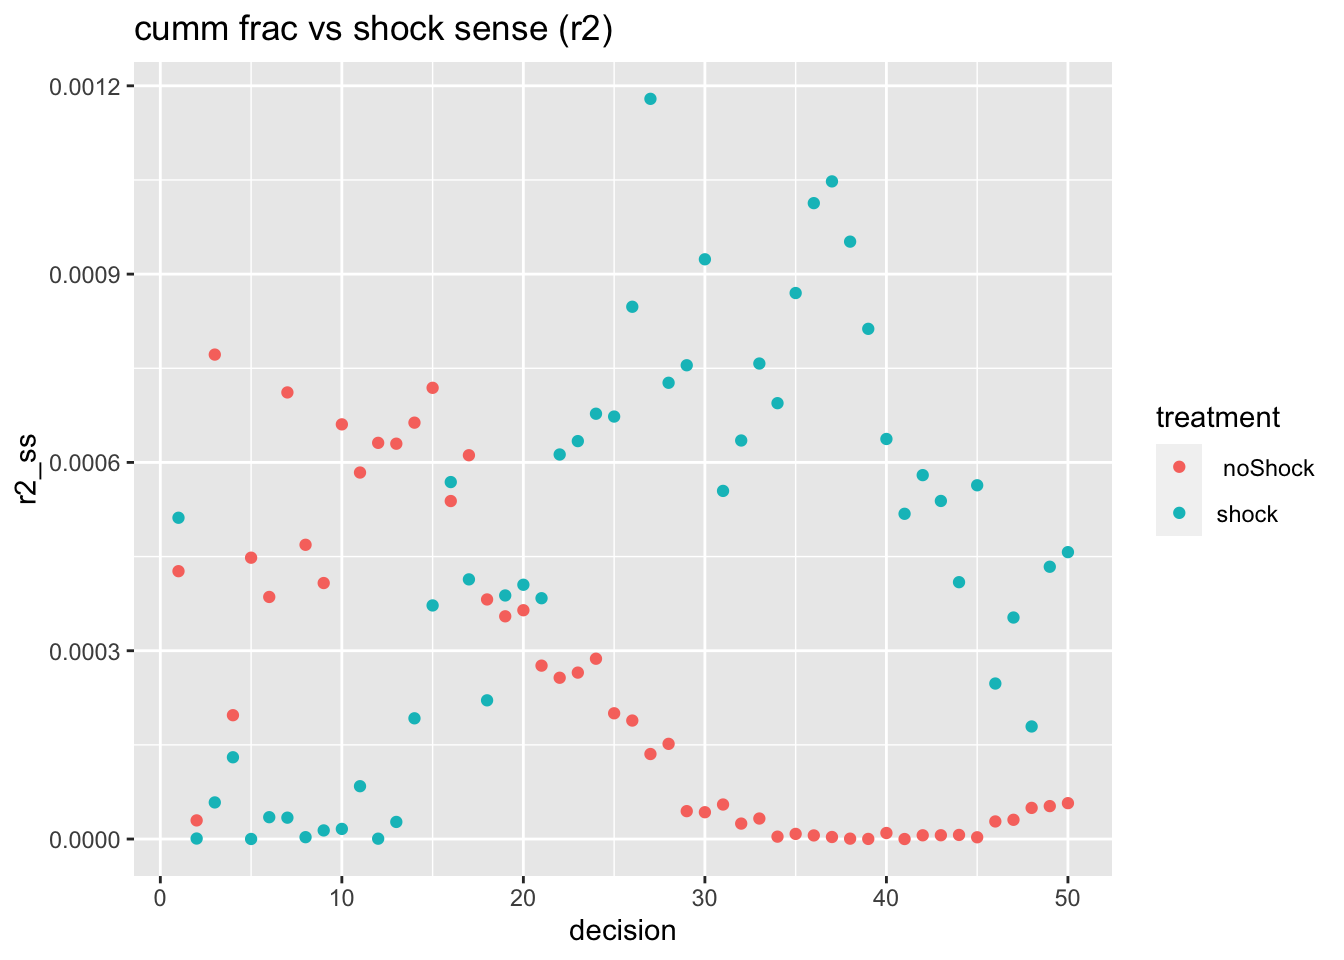 cumm frac vs shock sense (r2)
0.0012
0.0009
0.0006
0.0003
0.0000
r2_ss
0
10
20
30
40
50
decision
treatment
noShock
shock